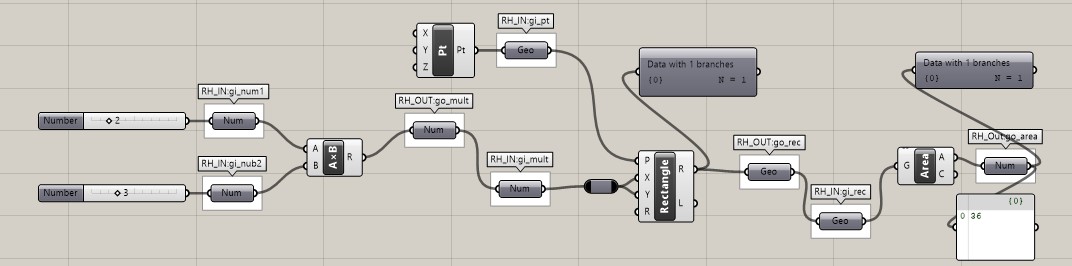 RH_IN:gi_pt
X
Y
Z
Pt
Pt
Geo
Data with 1 branches
{0}
N = 1
Data with 1 branches
{0}
N = 1
RH_IN:gi_num1
Number
2
Num
RH_OUT:go_mult
Num
A
B
A×B
R
RH_IN:gi_nub2
Number
3
Num
RH_IN:gi_mult
Num
P
X
Y
R
Rectangle
R
L
RH_OUT:go_rec
Geo
RH_IN:gi_rec
Geo
G
Area
A
C
RH_Out:go_area
Num
{0}
0 36